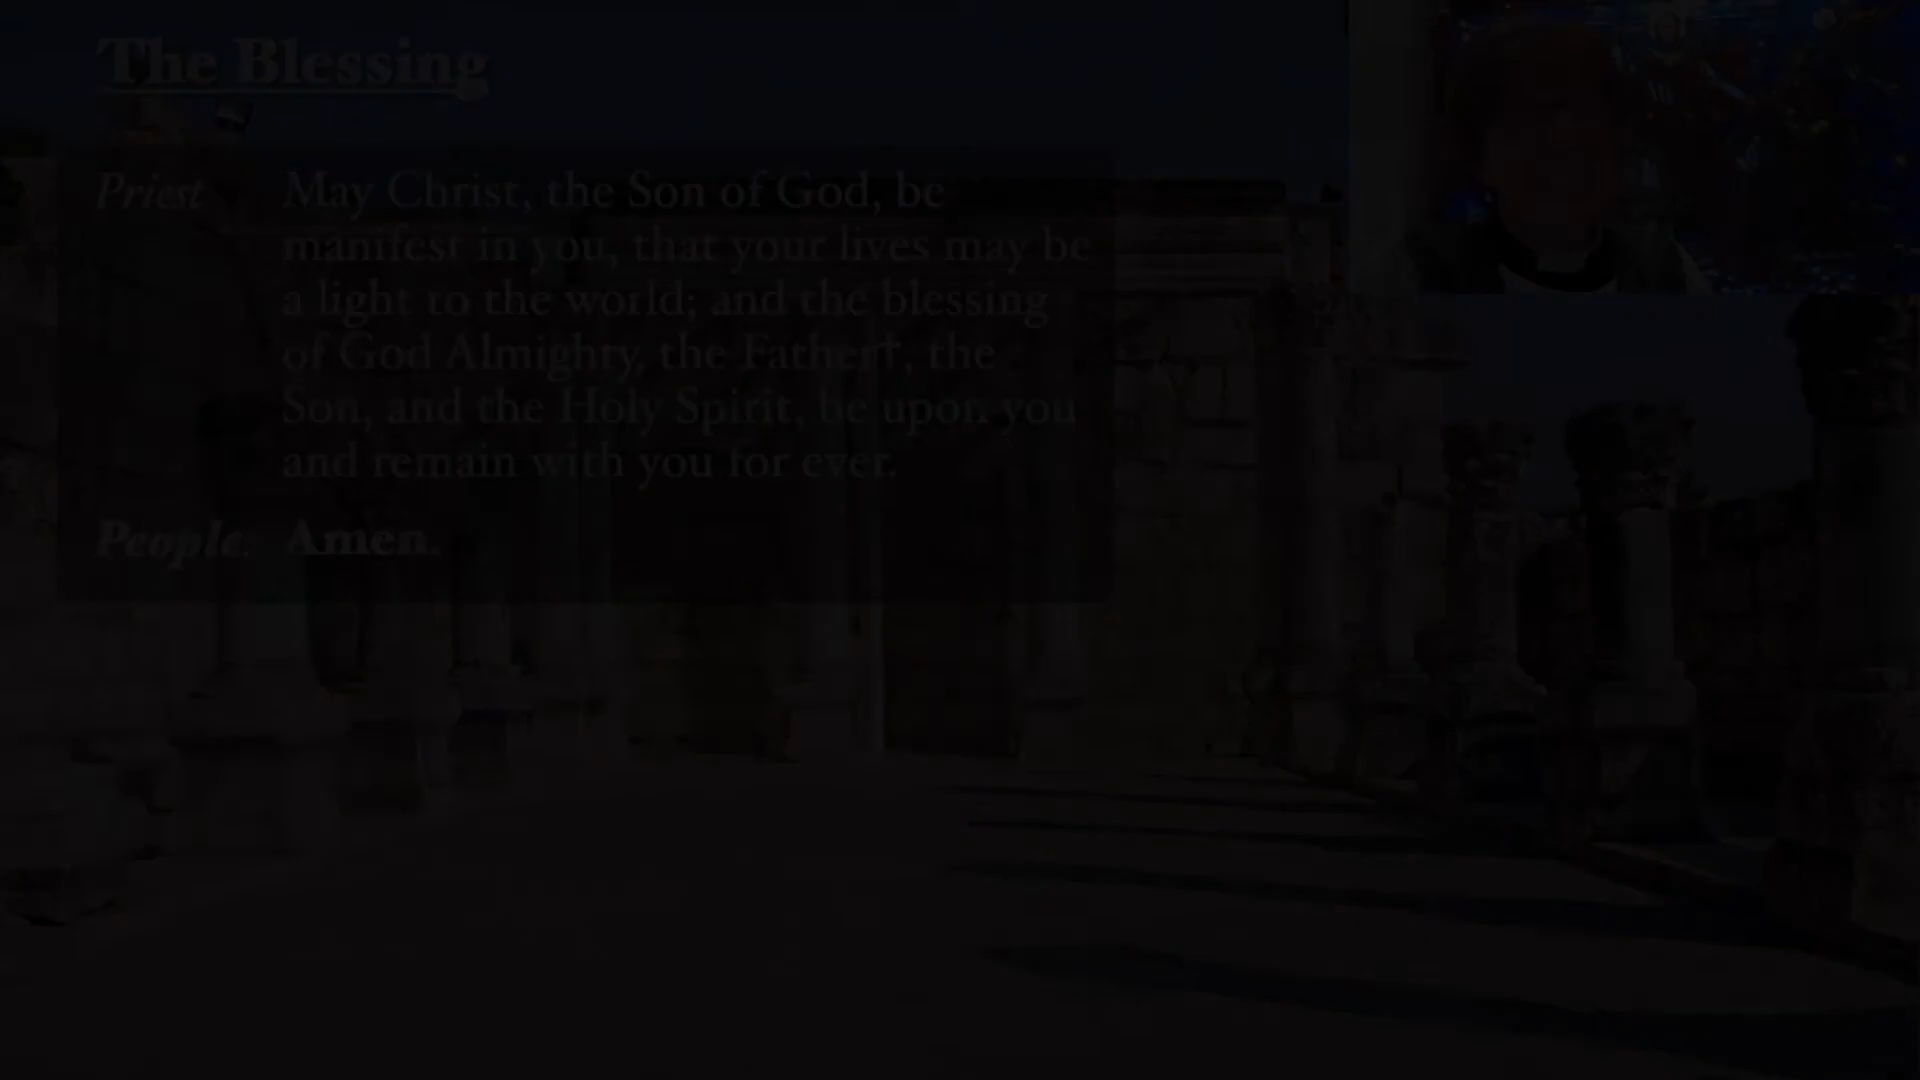 The Blessing
Priest May Christ, the Son of God, be
manifest in you, that your lives may be
a light to the world; and the blessing
of God Almighty, the Father†, the
Son, and the Holy Spirit, be upon you
and remain with you for ever.
People: Amen.